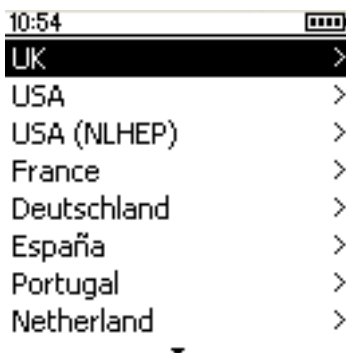 10:54
UK
USA
USA (NLHEP)
France
Deutschland
España
Portugal
Netherland